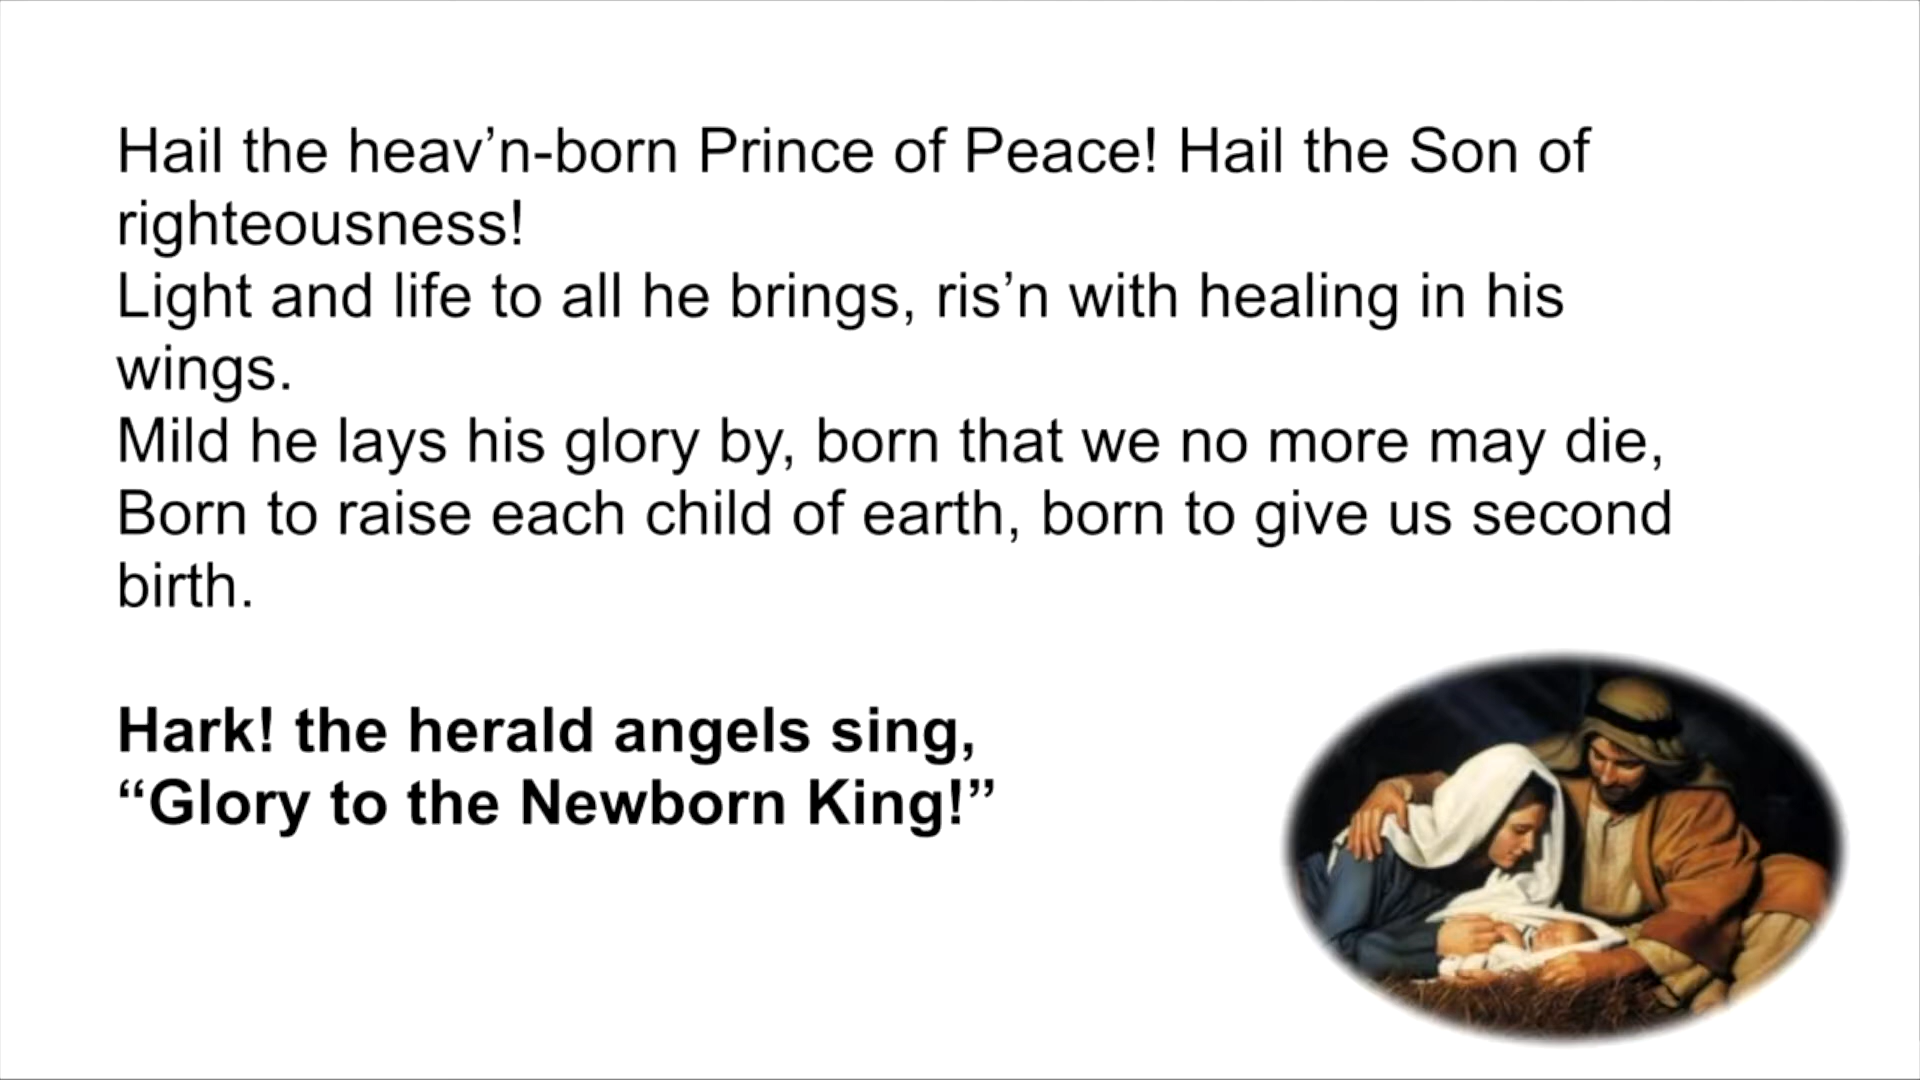 Hail the heav’n-born Prince of Peace! Hail the Son of
righteousness!
Light and life to all he brings, ris’n with healing in his
wings.
Mild he lays his glory by, born that we no more may die,
Born to raise each child of earth, born to give us second
birth.
Hark! the herald angels sing,
“Glory to the Newborn King!”